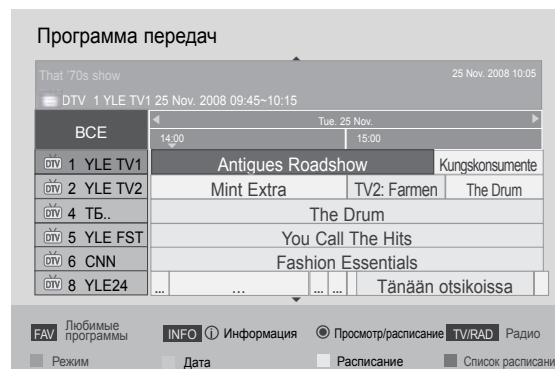 Программа передач
That '70s show 25 Nov. 2008 10:05
DTV 1 YLE TV1 25 Nov. 2008 09:45~10:15
ВСЕ Tue. 25 Nov.
14:00 15:00
DTV 1 YLE TV1 Antigues Roadshow Kungskonsumente
DTV 2 YLE TV2 Mint Extra TV2: Farmen The Drum
DTV 4 ТБ.. The Drum
DTV 5 YLE FST You Call The Hits
DTV 6 CNN Fashion Essentials
DTV 8 YLE24 ... ... ... ... Tänään otsikoissa
FAV Любимые программы INFO i Информация Просмотр/расписание TV/RAD Радио
Режим Дата Расписание Список расписани